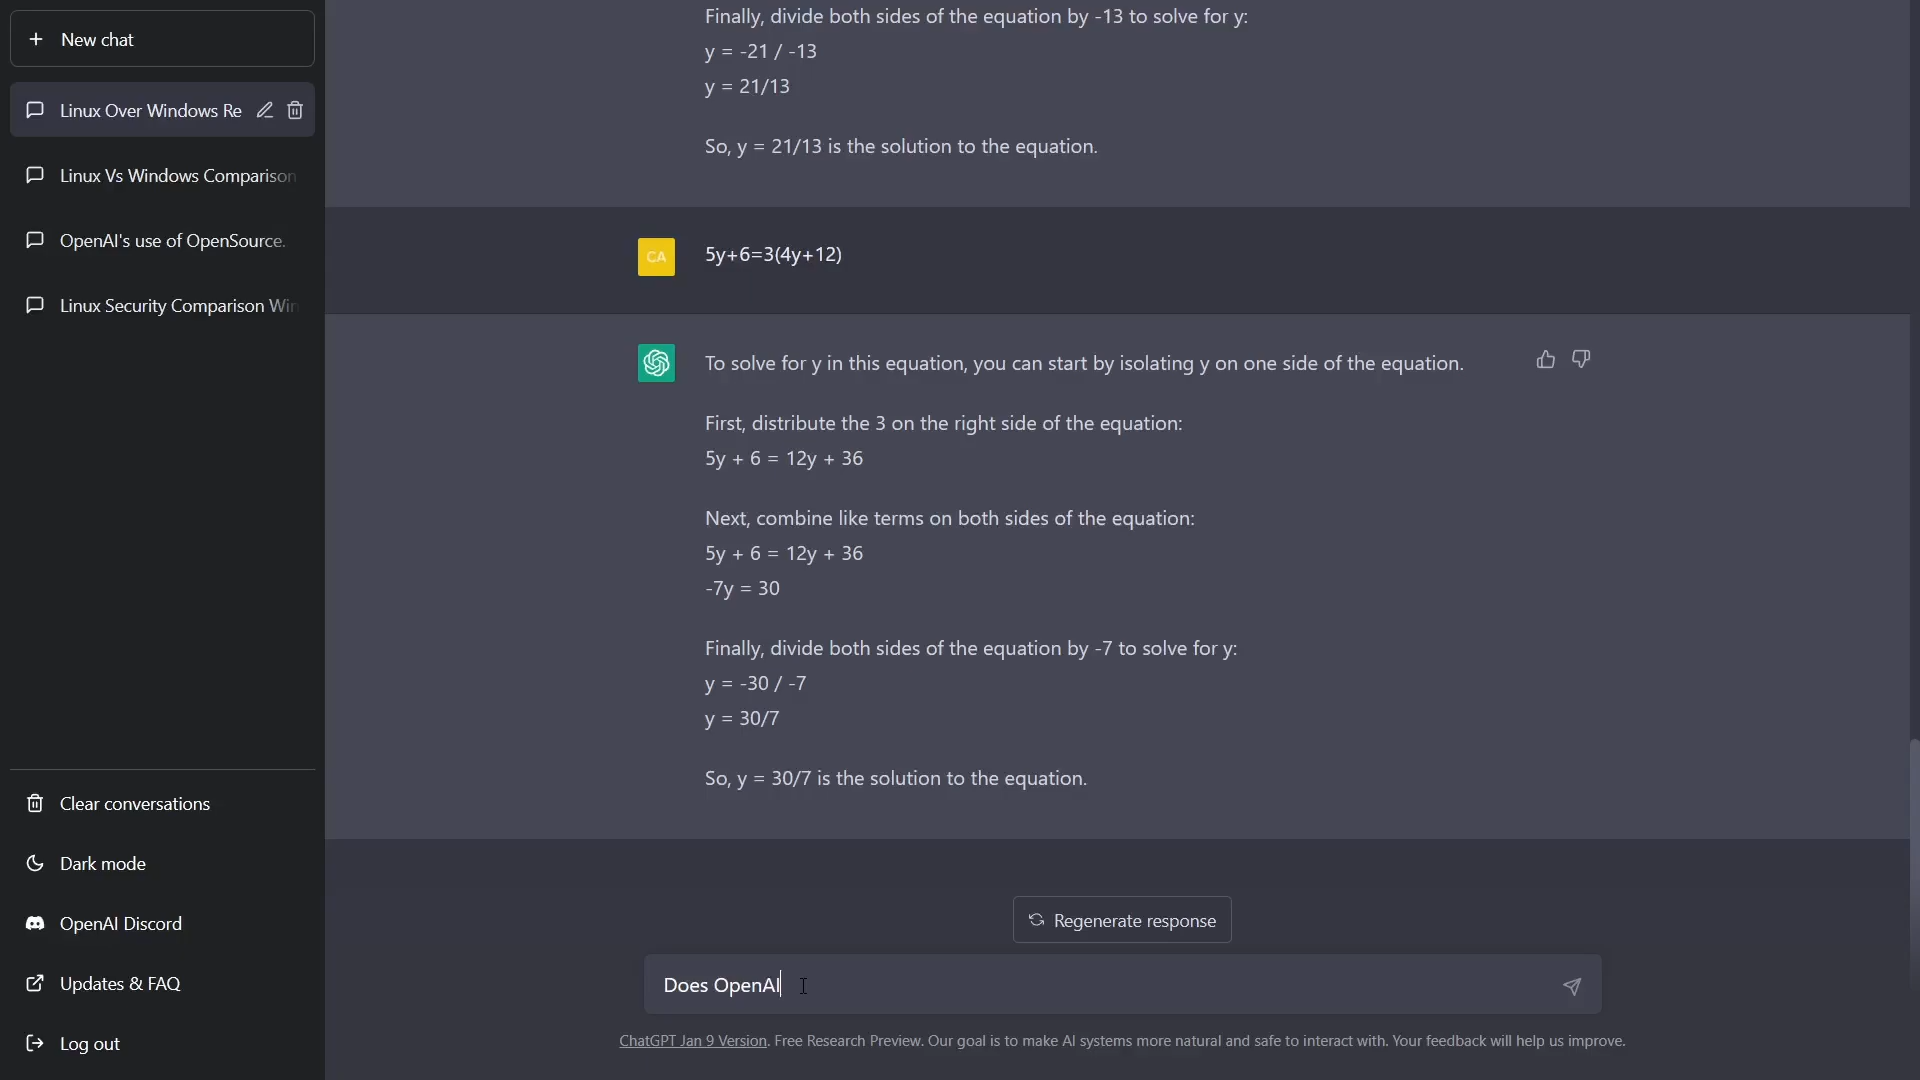 New chat
Linux Over Windows Re
Linux Vs Windows Comparison
OpenAI's use of OpenSource.
Linux Security Comparison Win
Clear conversations
Dark mode
OpenAI Discord
Updates & FAQ
Log out
Finally, divide both sides of the equation by -13 to solve for y:
y = -21 / -13
y = 21/13
So, y = 21/13 is the solution to the equation.
CA
5y+6=3(4y+12)
To solve for y in this equation, you can start by isolating y on one side of the equation.
First, distribute the 3 on the right side of the equation:
5y + 6 = 12y + 36
Next, combine like terms on both sides of the equation:
5y + 6 = 12y + 36
-7y = 30
Finally, divide both sides of the equation by -7 to solve for y:
y = -30 / -7
y = 30/7
So, y = 30/7 is the solution to the equation.
Regenerate response
Does OpenAI
ChatGPT Jan 9 Version. Free Research Preview. Our goal is to make AI systems more natural and safe to interact with. Your feedback will help us improve.